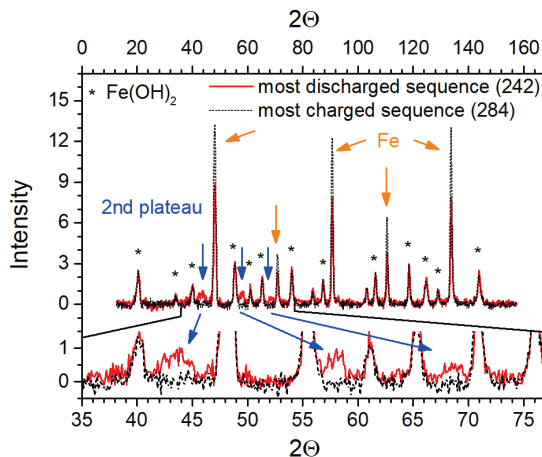 2Θ
20 40 60 80 100 120 140 160
* Fe(OH)2
most discharged sequence (242)
most charged sequence (284)
15
12
9
6
3
0
Intensity
Fe
2nd plateau
* * * * * * * * * * * *
1
0
35 40 45 50 55 60 65 70 75
2Θ